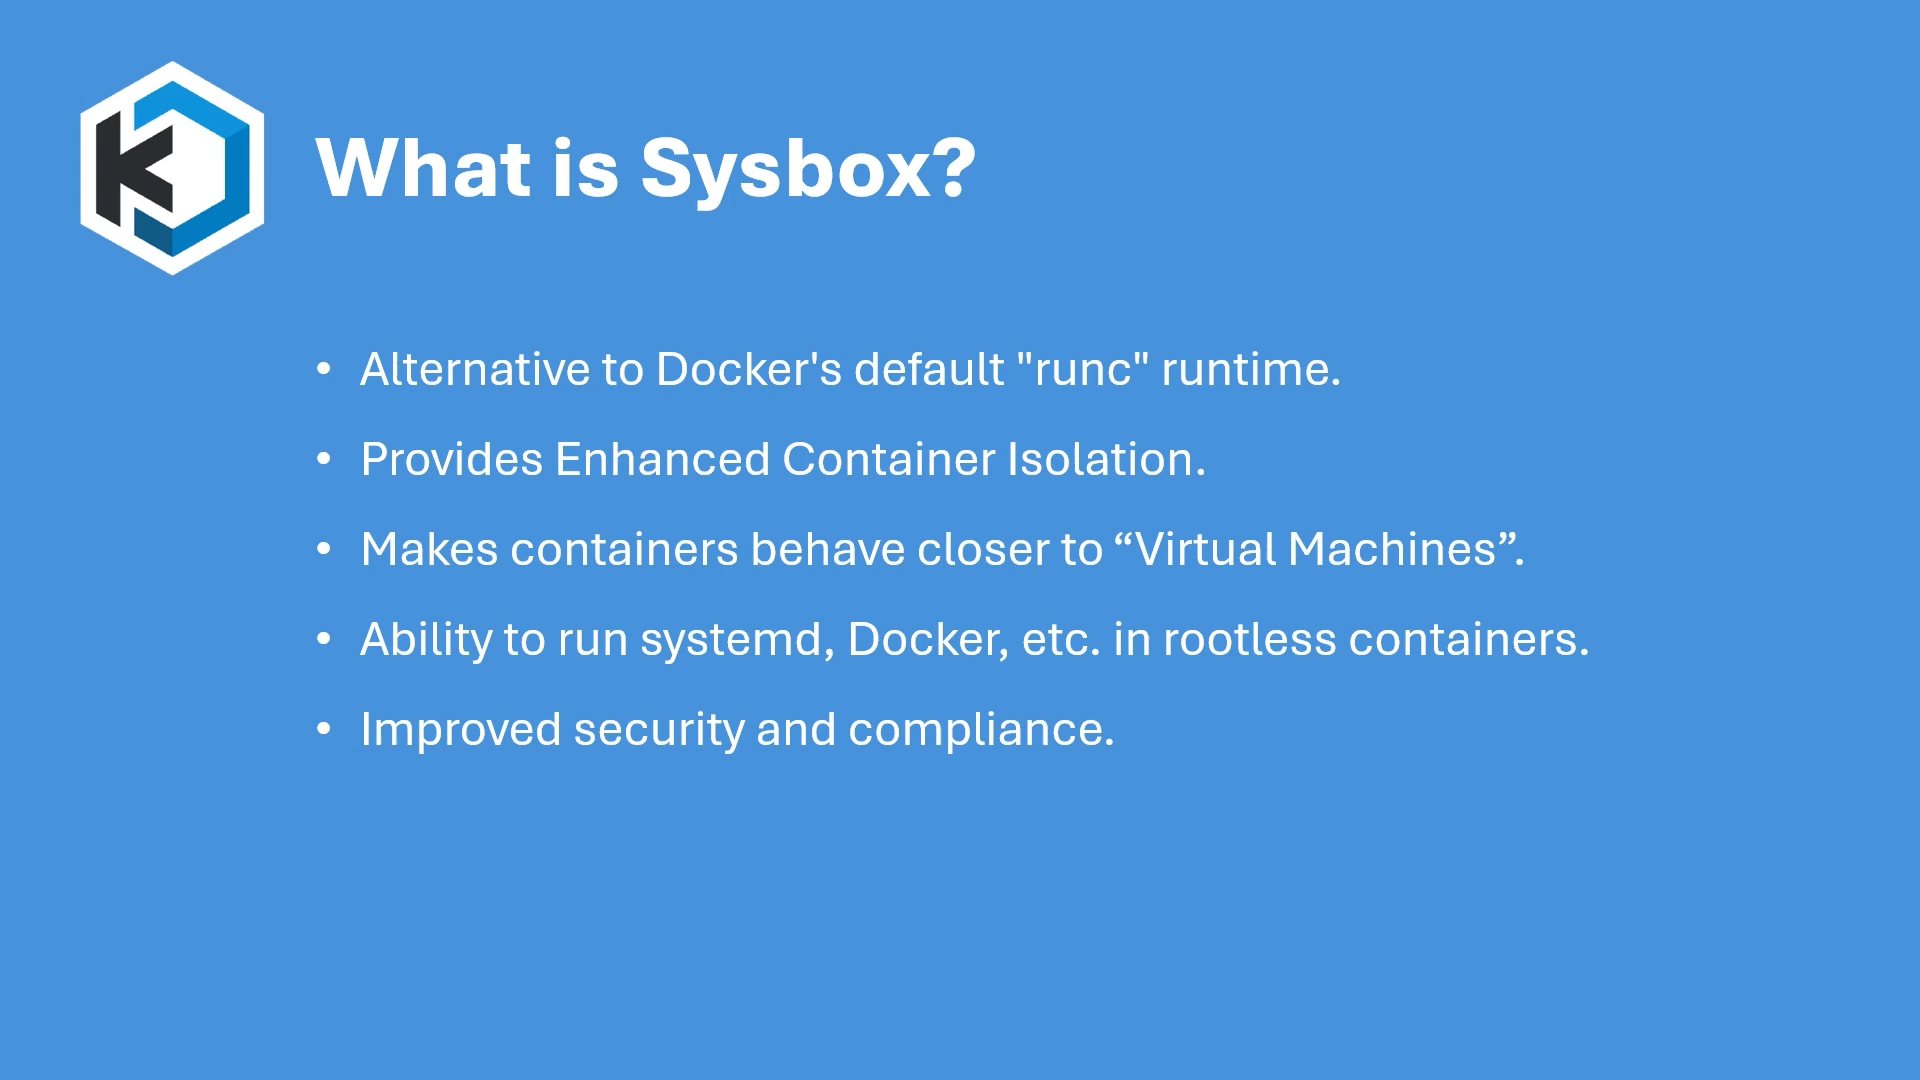 What is Sysbox?
• Alternative to Docker's default "runc" runtime.
• Provides Enhanced Container Isolation.
• Makes containers behave closer to “Virtual Machines”.
• Ability to run systemd, Docker, etc. in rootless containers.
• Improved security and compliance.